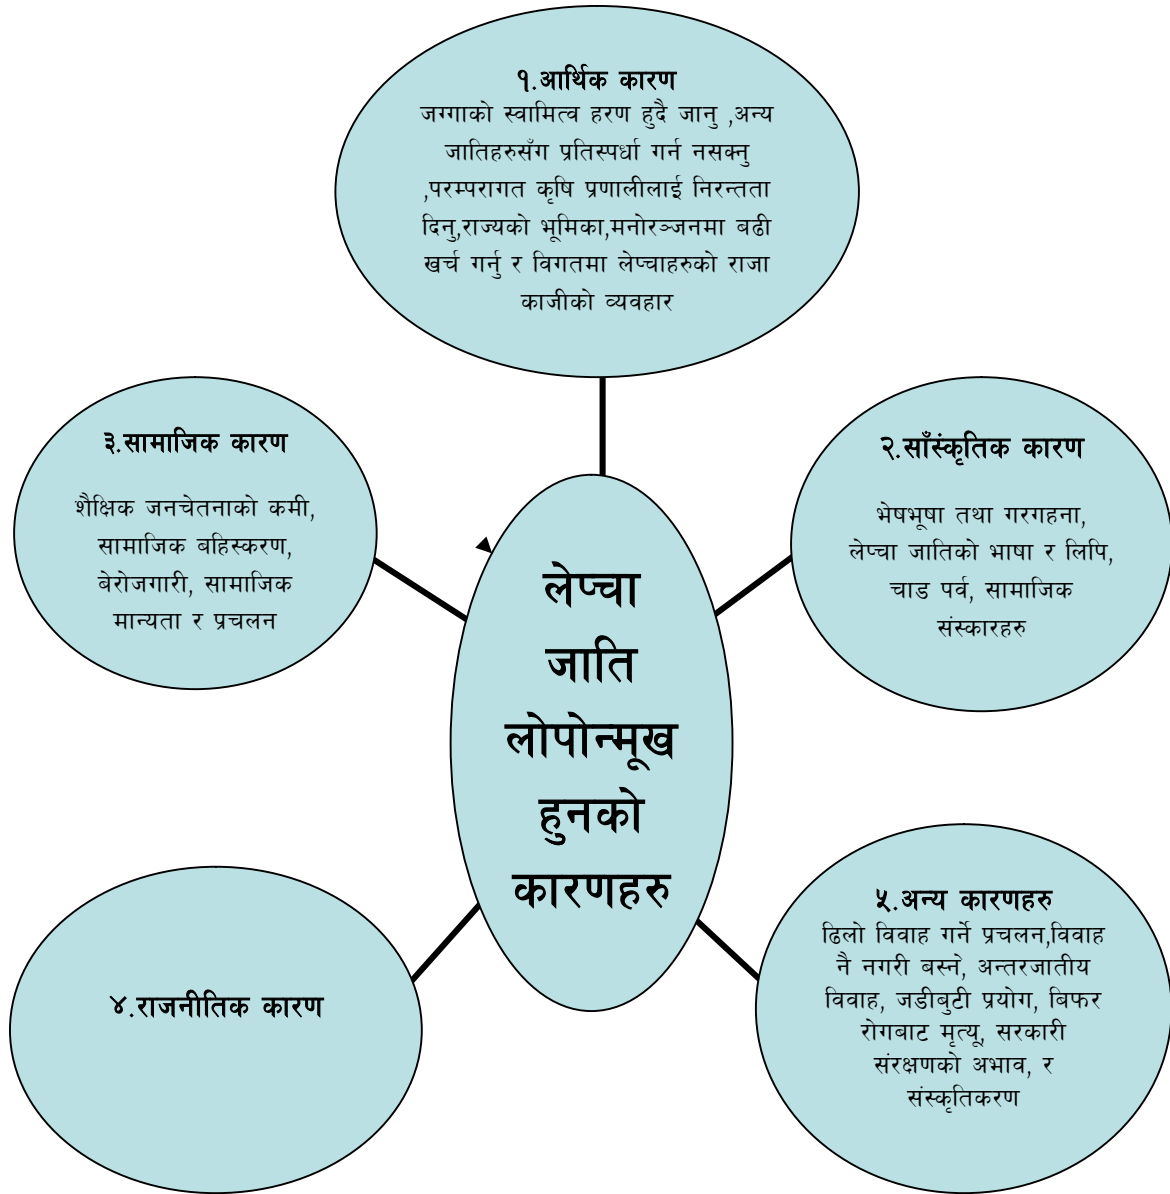 १.आर्थिक कारण
जग्गाको स्वामित्व हरण हुदै जानु ,अन्य
जातिहरुसँग प्रतिस्पर्धा गर्न नसक्नु
,परम्परागत कृषि प्रणालीलाई निरन्तता
दिनु,राज्यको भूमिका,मनोरञ्जनमा बढी
खर्च गर्नु र विगतमा लेप्चाहरुको राजा
काजीको व्यवहार
३.सामाजिक कारण
शैक्षिक जनचेतनाको कमी,
सामाजिक बहिस्करण,
बेरोजगारी, सामाजिक
मान्यता र प्रचलन
२.साँस्कृतिक कारण
भेषभूषा तथा गरगहना,
लेप्चा जातिको भाषा र लिपि,
चाड पर्व, सामाजिक
संस्कारहरु
लेप्चा
जाति
लोपोन्मूख
हुनको
कारणहरु
४.राजनीतिक कारण
५.अन्य कारणहरु
ढिलो विवाह गर्ने प्रचलन,विवाह
नै नगरी बस्ने, अन्तरजातीय
विवाह, जडीबुटी प्रयोग, बिफर
रोगबाट मृत्यू, सरकारी
संरक्षणको अभाव, र
संस्कृतिकरण